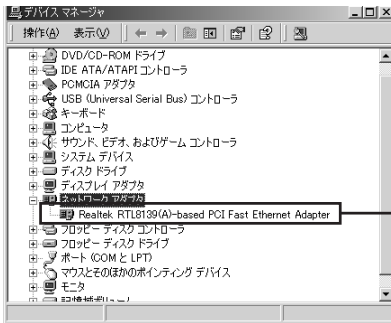 デバイス マネージャ
操作(A) 表示(V)
DVD/CD-ROM ドライブ
IDE ATA/ATAPI コントローラ
PCMCIA アダプタ
USB (Universal Serial Bus) コントローラ
キーボード
コンピュータ
サウンド、ビデオ、およびゲーム コントローラ
システム デバイス
ディスク ドライブ
ディスプレイ アダプタ
ネットワーク アダプタ
Realtek RTL8139(A)-based PCI Fast Ethernet Adapter
フロッピー ディスク コントローラ
フロッピー ディスク ドライブ
ポート (COM と LPT)
マウスとそのほかのポインティング デバイス
モニタ
記憶域ボリューム